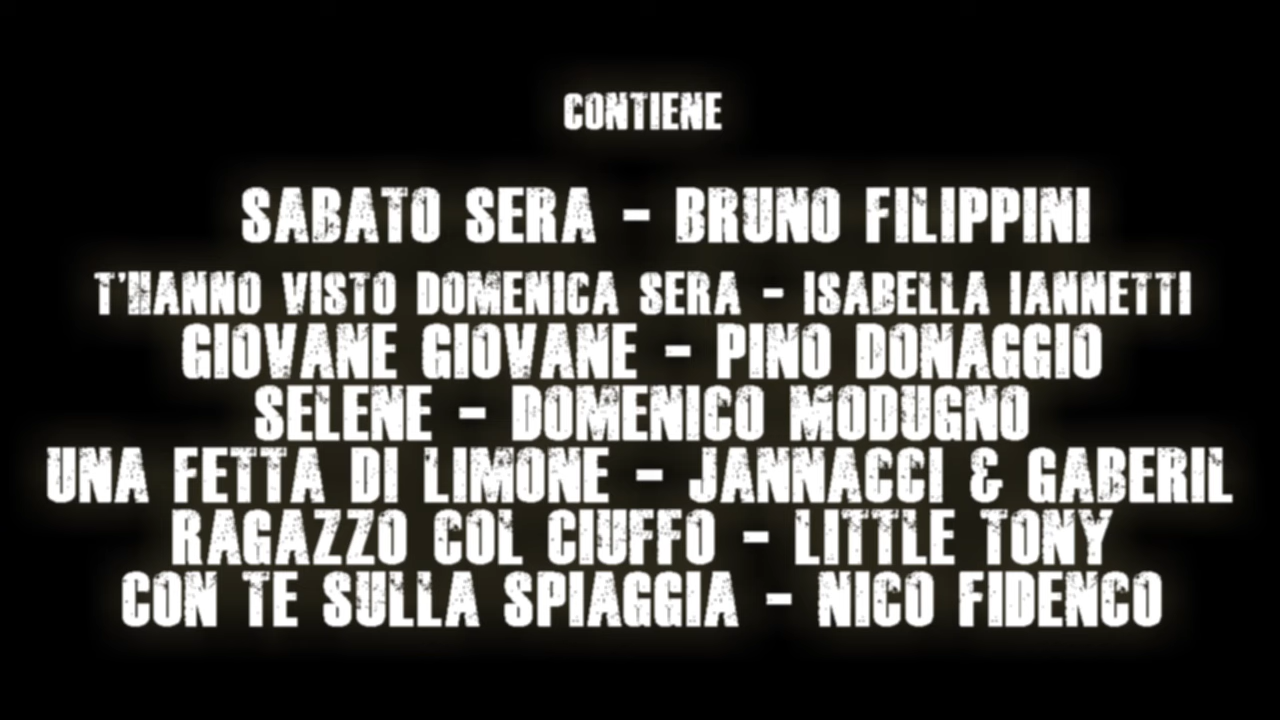 CONTIENE
SABATO SERA - BRUNO FILIPPINI
T'HANNO VISTO DOMENICA SERA - ISABELLA IANNETTI
GIOVANE GIOVANE - PINO DONAGGIO
SELENE - DOMENICO MODUGNO
UNA FETTA DI LIMONE - JANNACCI & GABERIL
RAGAZZO COL CIUFFO - LITTLE TONY
CON TE SULLA SPIAGGIA - NICO FIDENCO